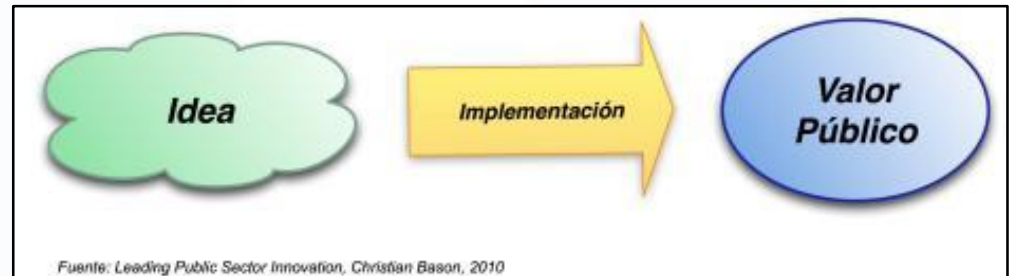 Idea
Implementación
Valor
Público
Fuente: Leading Public Sector Innovation, Christian Bason, 2010